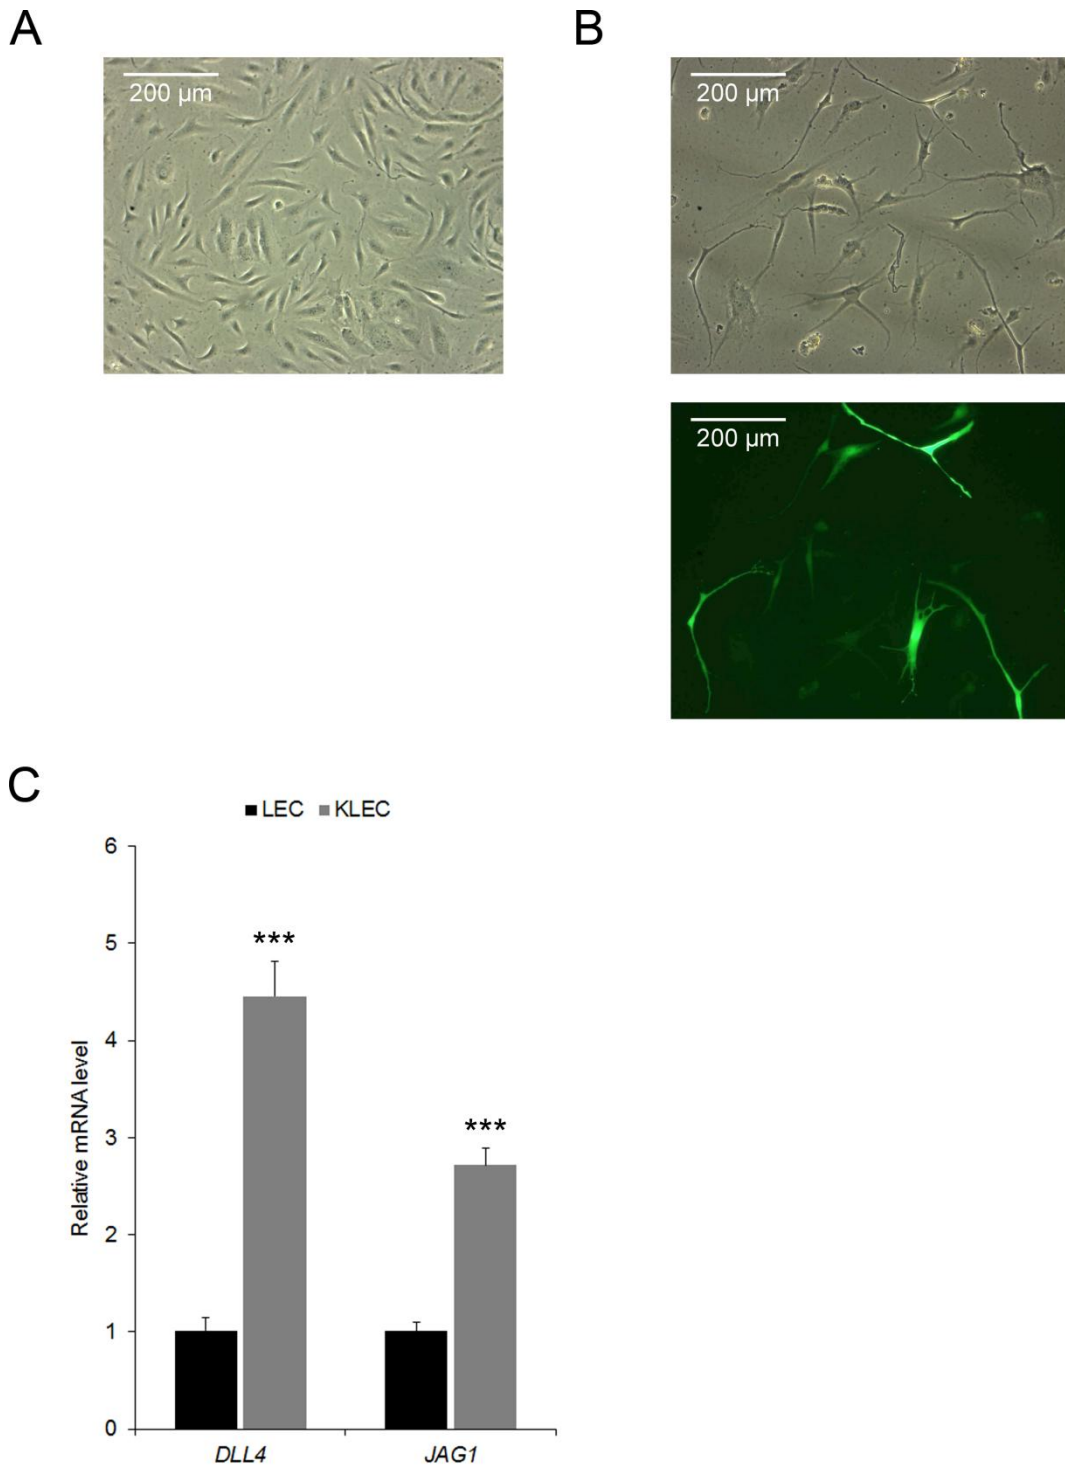 A
B
200 µm
200 µm
200 µm
C
LEC KLEC
6
5
4
3
2
1
0
Relative mRNA level
***
***
DLL4
JAG1